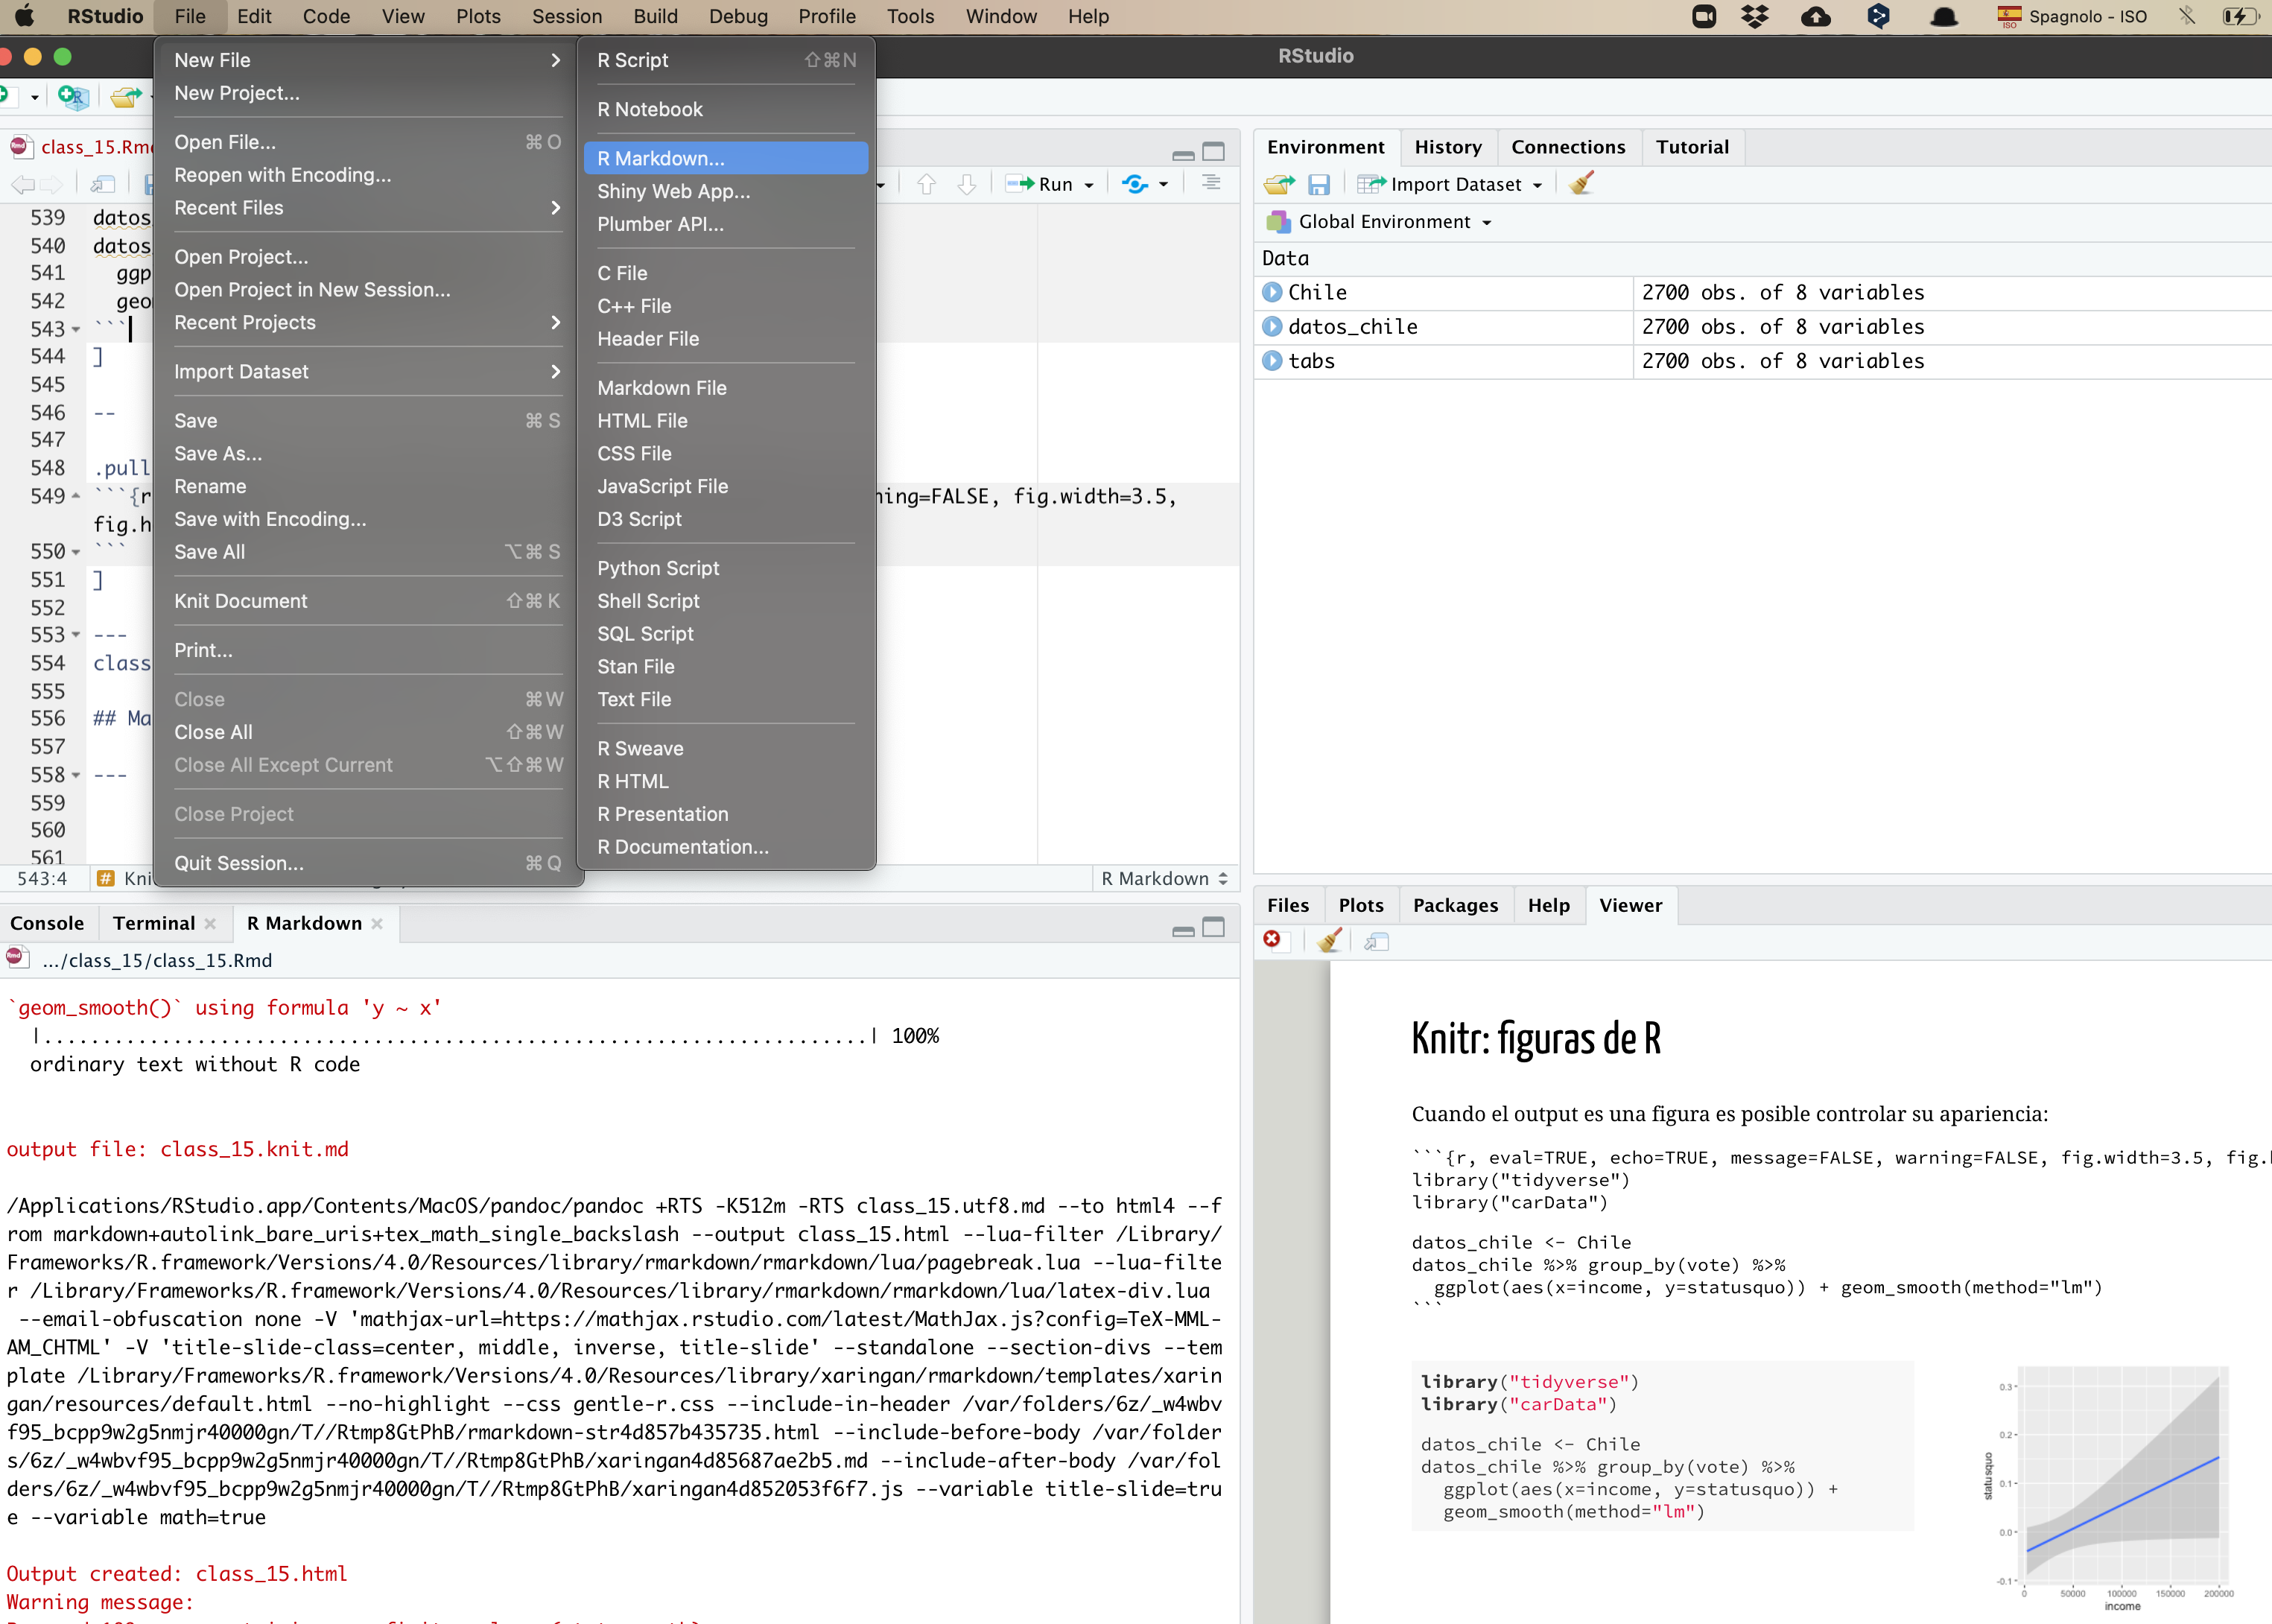 RStudio File Edit Code View Plots Session Build Debug Profile Tools Window Help Spagnolo - ISO
ISO
RStudio
New File
New Project...
Open File... ⌘ O
Reopen with Encoding...
Recent Files
Open Project...
Open Project in New Session...
Recent Projects
Import Dataset
Save ⌘ S
Save As...
Rename
Save with Encoding...
Save All ⌥⌘ S
Knit Document ⇧⌘ K
Print...
Close ⌘W
Close All ⇧⌘W
Close All Except Current ⌥⇧⌘W
Close Project
Quit Session... ⌘ Q
R Script ⇧⌘N
R Notebook
R Markdown...
Shiny Web App...
Plumber API...
C File
C++ File
Header File
Markdown File
HTML File
CSS File
JavaScript File
D3 Script
Python Script
Shell Script
SQL Script
Stan File
Text File
R Sweave
R HTML
R Presentation
R Documentation...
class_15.Rm
Run
539 datos
540 datos
541 ggp
542 geo
543 ```
544 ]
545
546 --
547
548 .pull
549 ```{r ning=FALSE, fig.width=3.5,
fig.h
550 ```
551 ]
552
553 ---
554 class
555
556 ## Ma
557
558 ---
559
560
561
543:4 # Kni R Markdown
Environment History Connections Tutorial
Import Dataset
Global Environment
Data
Chile 2700 obs. of 8 variables
datos_chile 2700 obs. of 8 variables
tabs 2700 obs. of 8 variables
Console Terminal R Markdown
.../class_15/class_15.Rmd
`geom_smooth()` using formula 'y ~ x'
|......................................................................| 100%
ordinary text without R code
output file: class_15.knit.md
/Applications/RStudio.app/Contents/MacOS/pandoc/pandoc +RTS -K512m -RTS class_15.utf8.md --to html4 --f
rom markdown+autolink_bare_uris+tex_math_single_backslash --output class_15.html --lua-filter /Library/
Frameworks/R.framework/Versions/4.0/Resources/library/rmarkdown/rmarkdown/lua/pagebreak.lua --lua-filte
r /Library/Frameworks/R.framework/Versions/4.0/Resources/library/rmarkdown/rmarkdown/lua/latex-div.lua
--email-obfuscation none -V 'mathjax-url=https://mathjax.rstudio.com/latest/MathJax.js?config=TeX-MML-
AM_CHTML' -V 'title-slide-class=center, middle, inverse, title-slide' --standalone --section-divs --tem
plate /Library/Frameworks/R.framework/Versions/4.0/Resources/library/xaringan/rmarkdown/templates/xarin
gan/resources/default.html --no-highlight --css gentle-r.css --include-in-header /var/folders/6z/_w4wbv
f95_bcpp9w2g5nmjr40000gn/T//Rtmp8GtPhB/rmarkdown-str4d857b435735.html --include-before-body /var/folder
s/6z/_w4wbvf95_bcpp9w2g5nmjr40000gn/T//Rtmp8GtPhB/xaringan4d85687ae2b5.md --include-after-body /var/fol
ders/6z/_w4wbvf95_bcpp9w2g5nmjr40000gn/T//Rtmp8GtPhB/xaringan4d852053f6f7.js --variable title-slide=tru
e --variable math=true
Output created: class_15.html
Warning message:
Files Plots Packages Help Viewer
Knitr: figuras de R
Cuando el output es una figura es posible controlar su apariencia:
```{r, eval=TRUE, echo=TRUE, message=FALSE, warning=FALSE, fig.width=3.5, fig.
library("tidyverse")
library("carData")
datos_chile <- Chile
datos_chile %>% group_by(vote) %>%
ggplot(aes(x=income, y=statusquo)) + geom_smooth(method="lm")
```
library("tidyverse")
library("carData")
datos_chile <- Chile
datos_chile %>% group_by(vote) %>%
ggplot(aes(x=income, y=statusquo)) +
geom_smooth(method="lm")
statusquo
0.3
0.2
0.1
0.0
-0.1
0 50000 100000 150000 200000
income